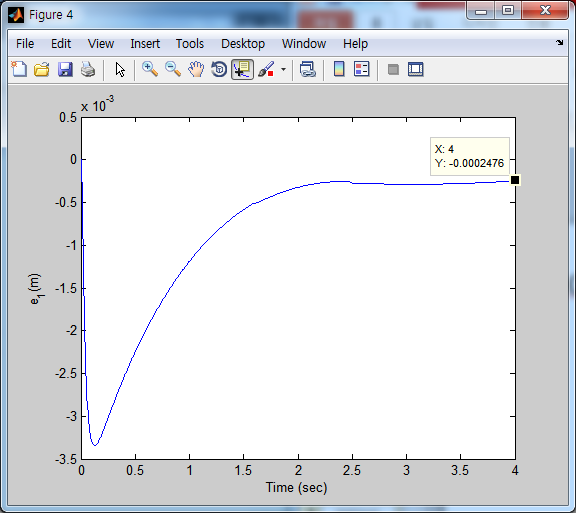 Figure 4
File Edit View Insert Tools Desktop Window Help
x 10^-3
0.5
0
-0.5
-1
-1.5
-2
-2.5
-3
-3.5
e1 (m)
X: 4
Y: -0.0002476
0 0.5 1 1.5 2 2.5 3 3.5 4
Time (sec)